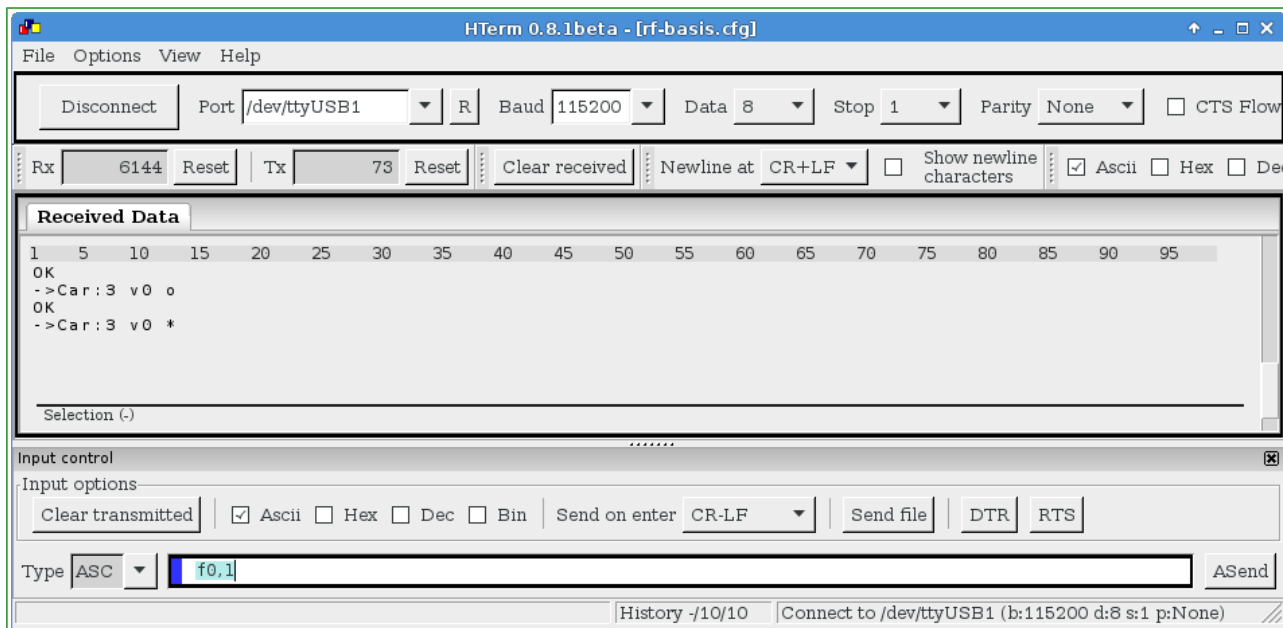 HTerm 0.8.1beta - [rf-basis.cfg]
File Options View Help
Disconnect Port /dev/ttyUSB1 R Baud 115200 Data 8 Stop 1 Parity None CTS Flow
Rx 6144 Reset Tx 73 Reset Clear received Newline at CR+LF Show newline characters Ascii Hex Dec
Received Data
1 5 10 15 20 25 30 35 40 45 50 55 60 65 70 75 80 85 90 95
OK
->Car:3 v0 o
OK
->Car:3 v0 *
Selection (-)
Input control
Input options
Clear transmitted Ascii Hex Dec Bin Send on enter CR-LF Send file DTR RTS
Type ASC f0,1 ASend
History -/10/10 Connect to /dev/ttyUSB1 (b:115200 d:8 s:1 p:None)